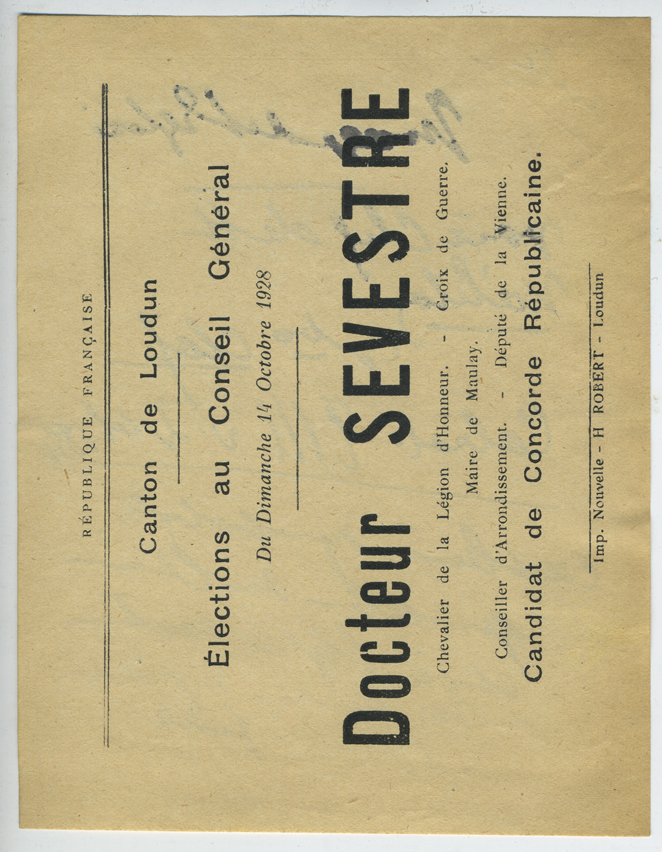 RÉPUBLIQUE FRANÇAISE
Canton de Loudun
Élections au Conseil Général
Du Dimanche 14 Octobre 1928
Docteur SEVESTRE
Chevalier de la Légion d'Honneur. - Croix de Guerre.
Maire de Maulay.
Conseiller d'Arrondissement. - Député de la Vienne.
Candidat de Concorde Républicaine.
Imp. Nouvelle - H ROBERT - Loudun